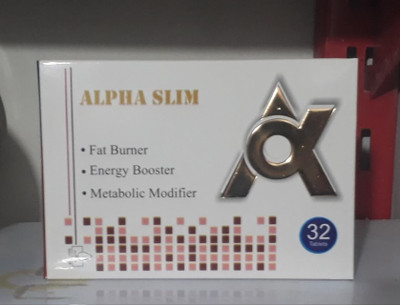 ALPHA SLIM
• Fat Burner
• Energy Booster
• Metabolic Modifier
32
Tablets